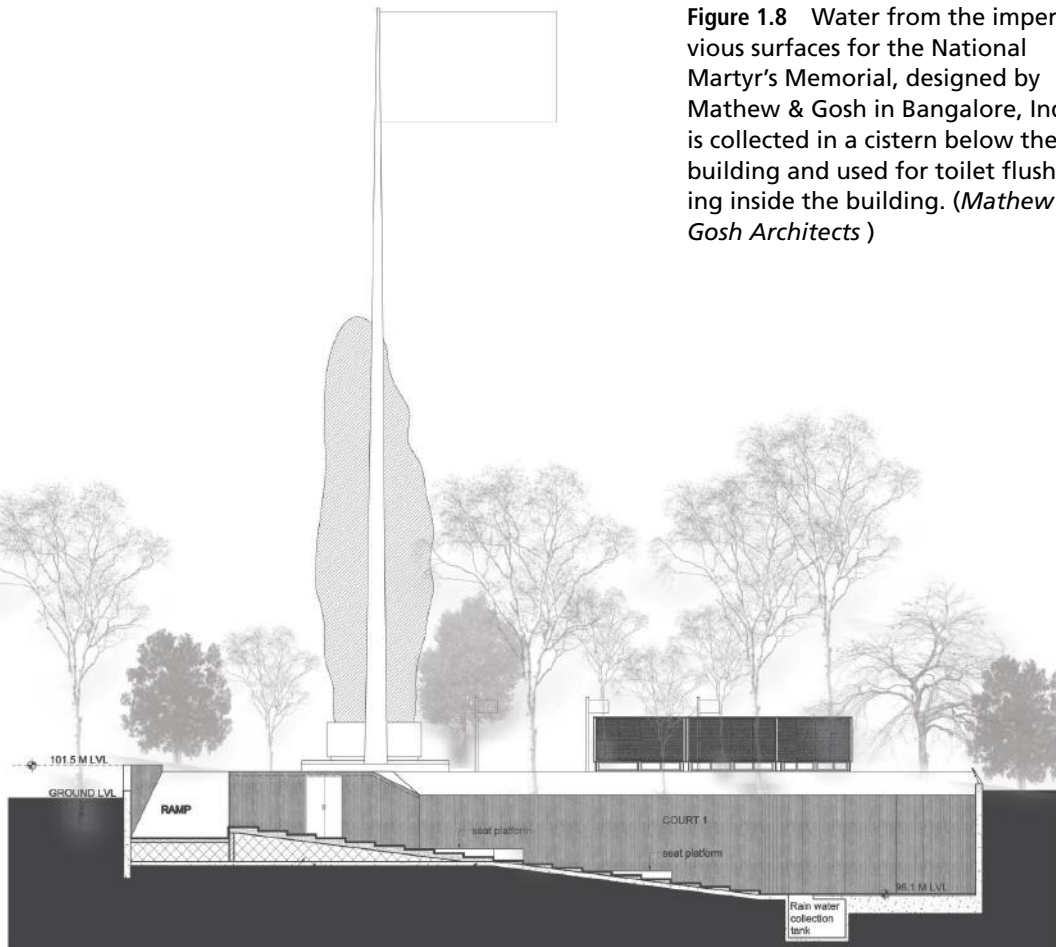 Figure 1.8 Water from the imper
vious surfaces for the National
Martyr's Memorial, designed by
Mathew & Gosh in Bangalore, Ind
is collected in a cistern below the
building and used for toilet flush
ing inside the building. (Mathew
Gosh Architects )
101.5 M LVL
GROUND LVL
RAMP
seat platform
COURT 1
seat platform
96.1 M LVL
Rain water
collection
tank